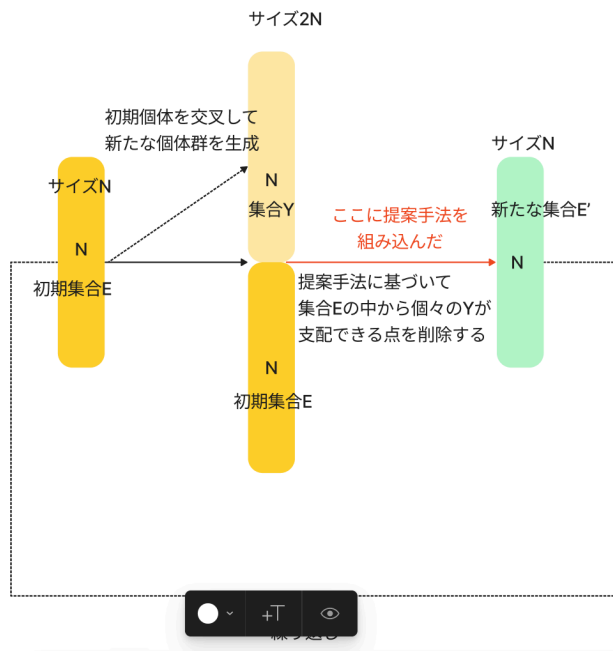 サイズ2N
初期個体を交叉して
新たな個体群を生成
サイズN
サイズN
N
集合Y
新たな集合E’
ここに提案手法を
組み込んだ
N
N
初期集合E
提案手法に基づいて
集合Eの中から個々のYが
支配できる点を削除する
N
初期集合E
+T